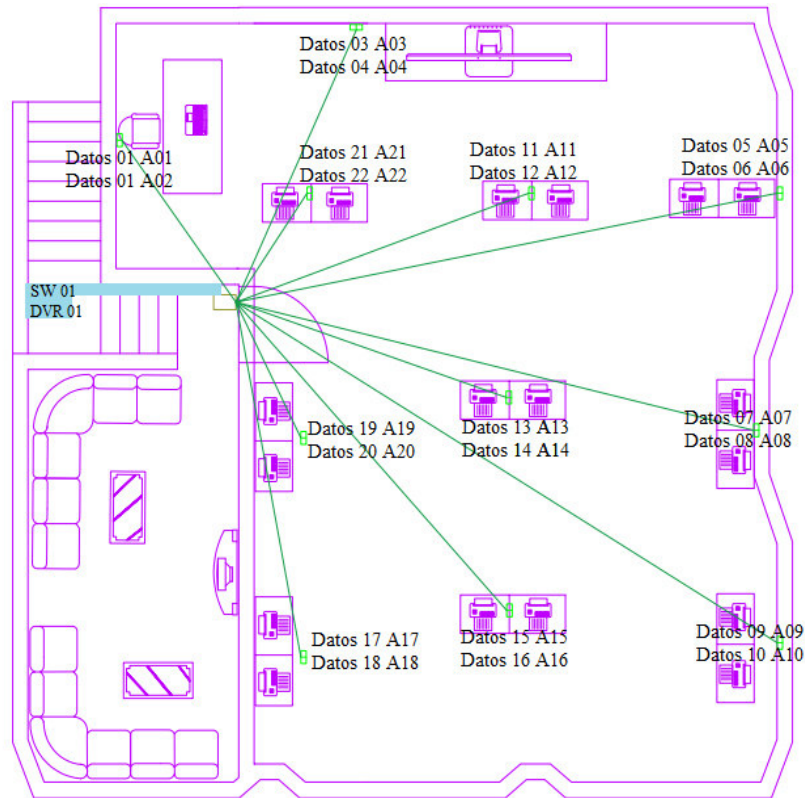 Datos 03 A03
Datos 04 A04
Datos 01 A01
Datos 01 A02
Datos 21 A21
Datos 22 A22
Datos 11 A11
Datos 12 A12
Datos 05 A05
Datos 06 A06
SW 01
DVR 01
Datos 19 A19
Datos 20 A20
Datos 13 A13
Datos 14 A14
Datos 07 A07
Datos 08 A08
Datos 17 A17
Datos 18 A18
Datos 15 A15
Datos 16 A16
Datos 09 A09
Datos 10 A10